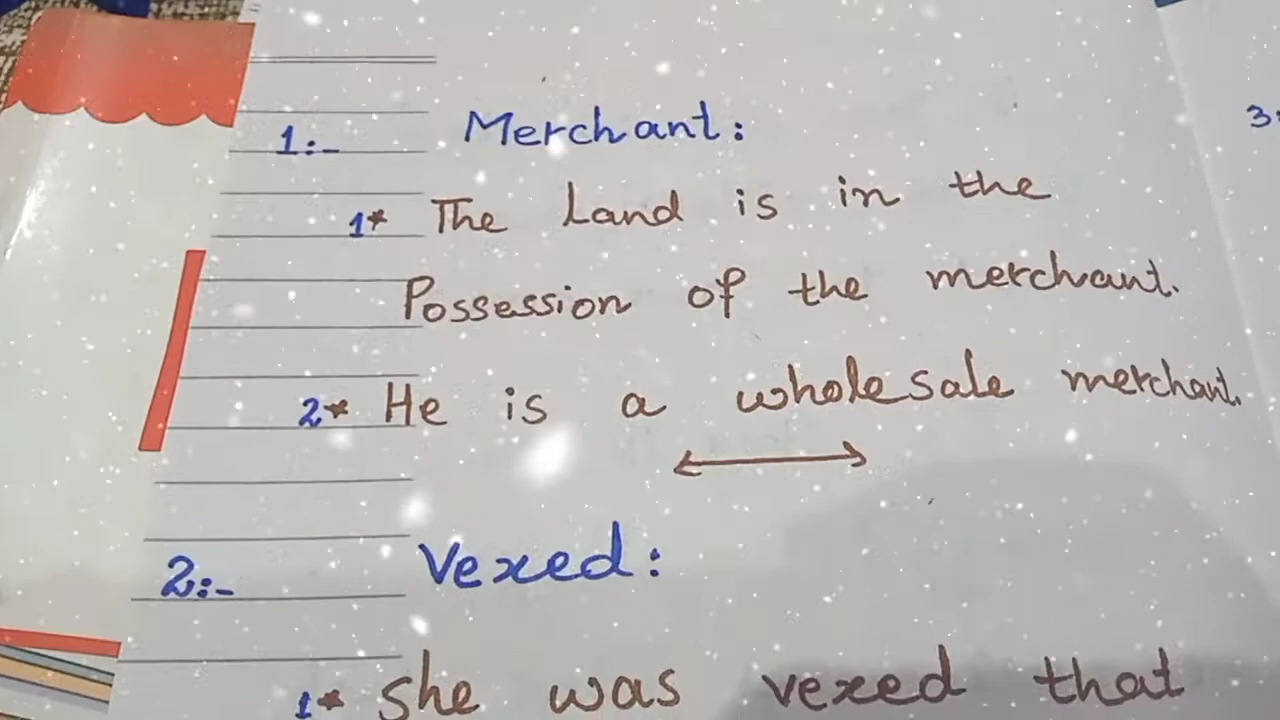 1:- Merchant:
1* The Land is in the
Possession of the merchant.
2* He is a wholesale merchant.
2:- Vexed:
1* She was vexed that
3: